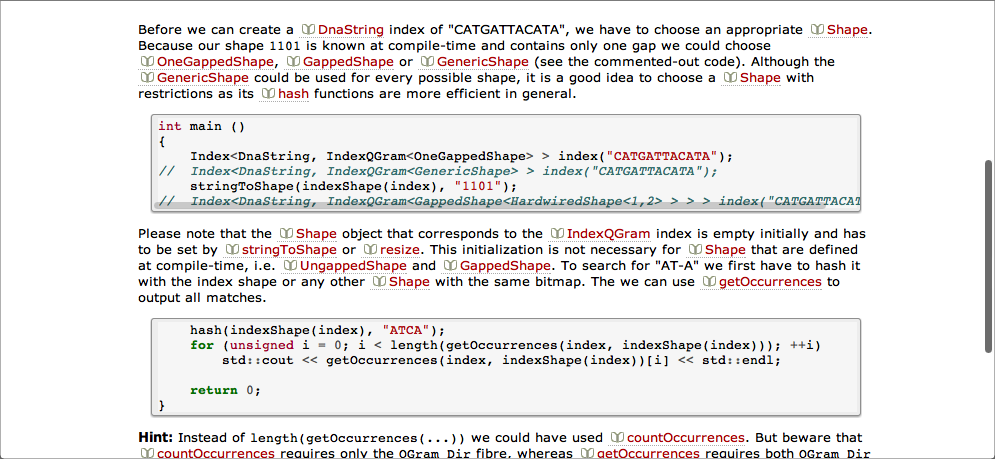 Before we can create a DnaString index of "CATGATTACATA", we have to choose an appropriate Shape.
Because our shape 1101 is known at compile-time and contains only one gap we could choose
OneGappedShape, GappedShape or GenericShape (see the commented-out code). Although the
GenericShape could be used for every possible shape, it is a good idea to choose a Shape with
restrictions as its hash functions are more efficient in general.
int main ()
{
    Index<DnaString, IndexQGram<OneGappedShape> > index("CATGATTACATA");
//  Index<DnaString, IndexQGram<GenericShape> > index("CATGATTACATA");
    stringToShape(indexShape(index), "1101");
//  Index<DnaString, IndexQGram<GappedShape<HardwiredShape<1,2> > > > index("CATGATTACAT
Please note that the Shape object that corresponds to the IndexQGram index is empty initially and has
to be set by stringToShape or resize. This initialization is not necessary for Shape that are defined
at compile-time, i.e. UngappedShape and GappedShape. To search for "AT-A" we first have to hash it
with the index shape or any other Shape with the same bitmap. The we can use getOccurrences to
output all matches.
    hash(indexShape(index), "ATCA");
    for (unsigned i = 0; i < length(getOccurrences(index, indexShape(index))); ++i)
        std::cout << getOccurrences(index, indexShape(index))[i] << std::endl;
    return 0;
}
Hint: Instead of length(getOccurrences(...)) we could have used countOccurrences. But beware that
countOccurrences requires only the QGram_Dir fibre, whereas getOccurrences requires both QGram_Dir